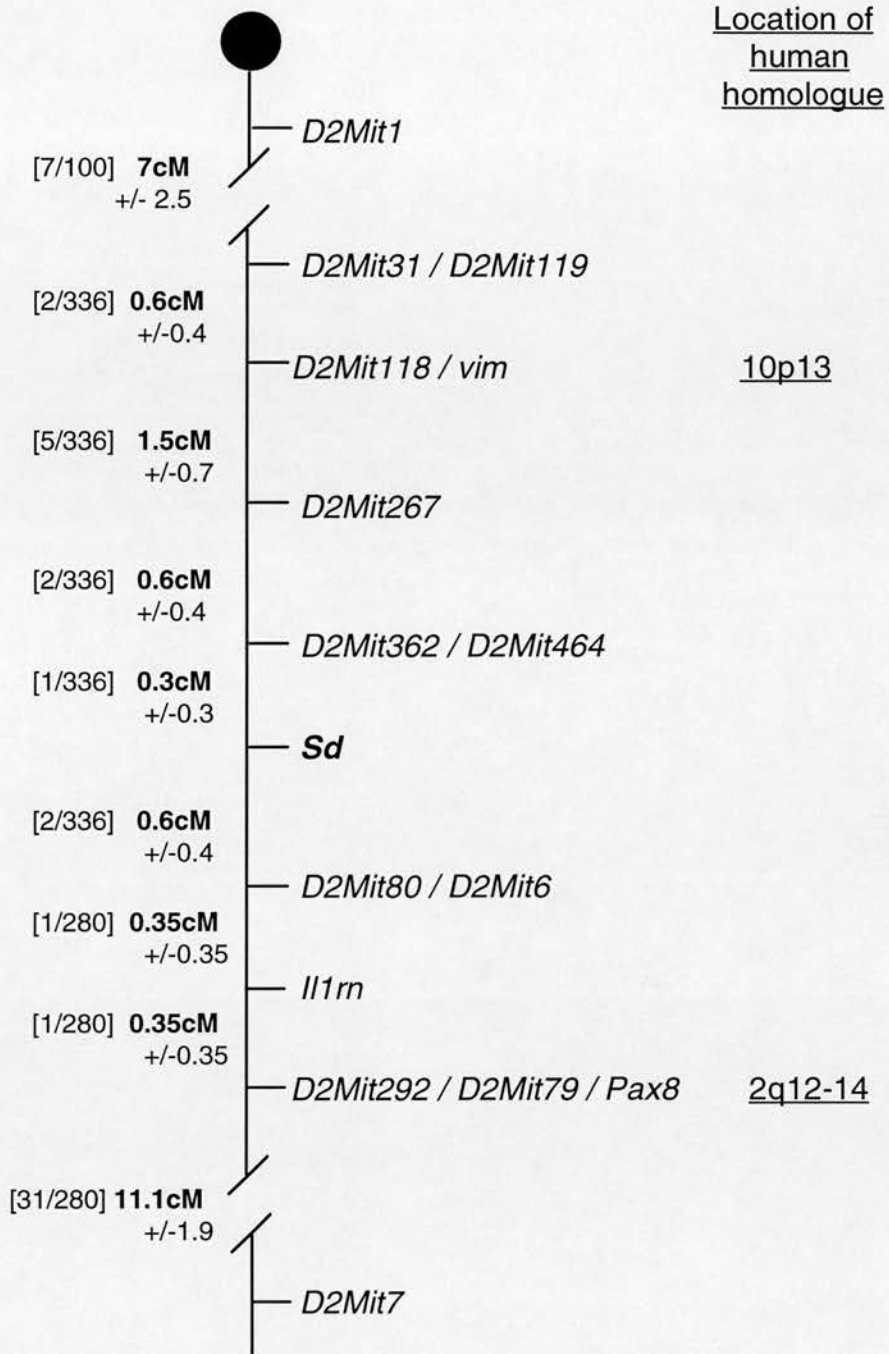 Location of
human
homologue
D2Mit1
[7/100] 7cM
+/- 2.5
D2Mit31 / D2Mit119
[2/336] 0.6cM
+/-0.4
D2Mit118 / vim 10p13
[5/336] 1.5cM
+/-0.7
D2Mit267
[2/336] 0.6cM
+/-0.4
D2Mit362 / D2Mit464
[1/336] 0.3cM
+/-0.3
Sd
[2/336] 0.6cM
+/-0.4
D2Mit80 / D2Mit6
[1/280] 0.35cM
+/-0.35
Il1rn
[1/280] 0.35cM
+/-0.35
D2Mit292 / D2Mit79 / Pax8 2q12-14
[31/280] 11.1cM
+/-1.9
D2Mit7